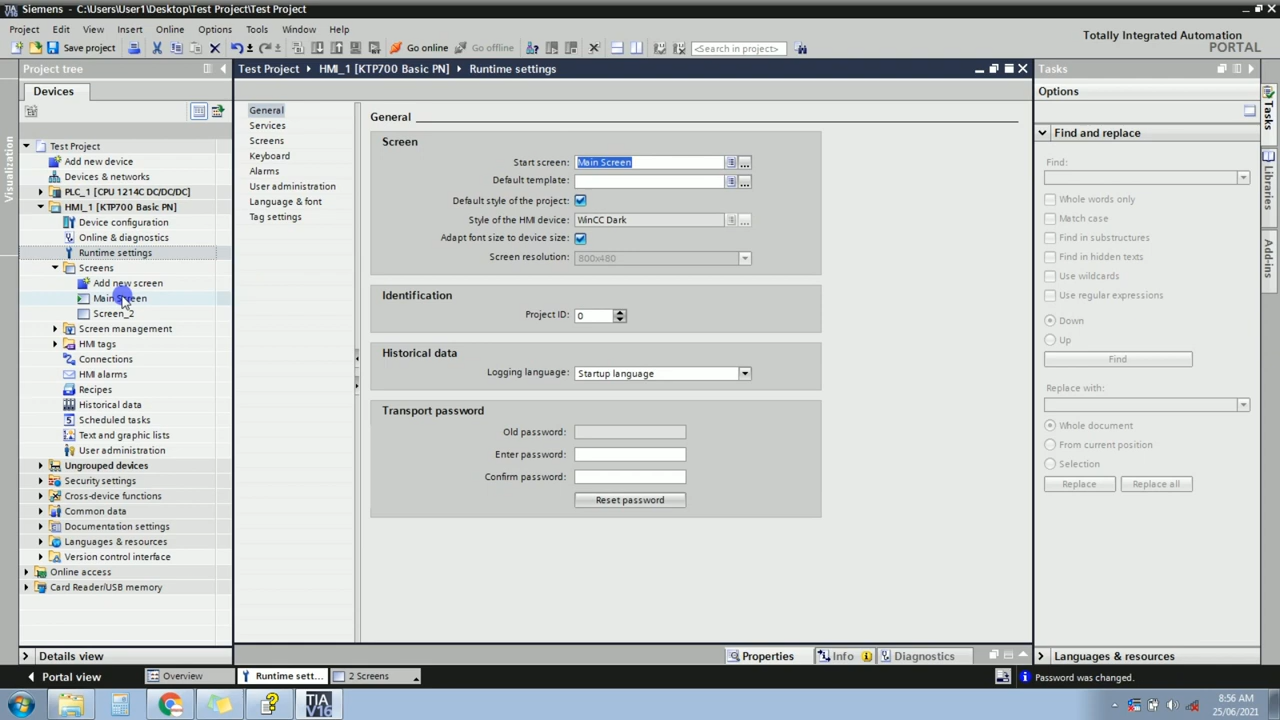 Siemens - C:\Users\User1\Desktop\Test Project\Test Project
Project Edit View Insert Online Options Tools Window Help
Save project
Go online
Go offline
<Search in project>
Totally Integrated Automation
PORTAL
Project tree
Devices
Test Project
Add new device
Devices & networks
PLC_1 [CPU 1214C DC/DC/DC]
HMI_1 [KTP700 Basic PN]
Device configuration
Online & diagnostics
Runtime settings
Screens
Add new screen
Main Screen
Screen_2
Screen management
HMI tags
Connections
HMI alarms
Recipes
Historical data
Scheduled tasks
Text and graphic lists
User administration
Ungrouped devices
Security settings
Cross-device functions
Common data
Documentation settings
Languages & resources
Version control interface
Online access
Card Reader/USB memory
Details view
Visualization
Test Project HMI_1 [KTP700 Basic PN] Runtime settings
General
Services
Screens
Keyboard
Alarms
User administration
Language & font
Tag settings
General
Screen
Start screen: Main Screen
Default template:
Default style of the project:
Style of the HMI device: WinCC Dark
Adapt font size to device size:
Screen resolution: 800x480
Identification
Project ID: 0
Historical data
Logging language: Startup language
Transport password
Old password:
Enter password:
Confirm password:
Reset password
Properties
Info
Diagnostics
Tasks
Options
Find and replace
Find:
Whole words only
Match case
Find in substructures
Find in hidden texts
Use wildcards
Use regular expressions
Down
Up
Find
Replace with:
Whole document
From current position
Selection
Replace
Replace all
Languages & resources
Tasks
Libraries
Add-ins
Portal view
Overview
Runtime sett...
2 Screens
Password was changed.
TIA
V16
8:56 AM
25/06/2021